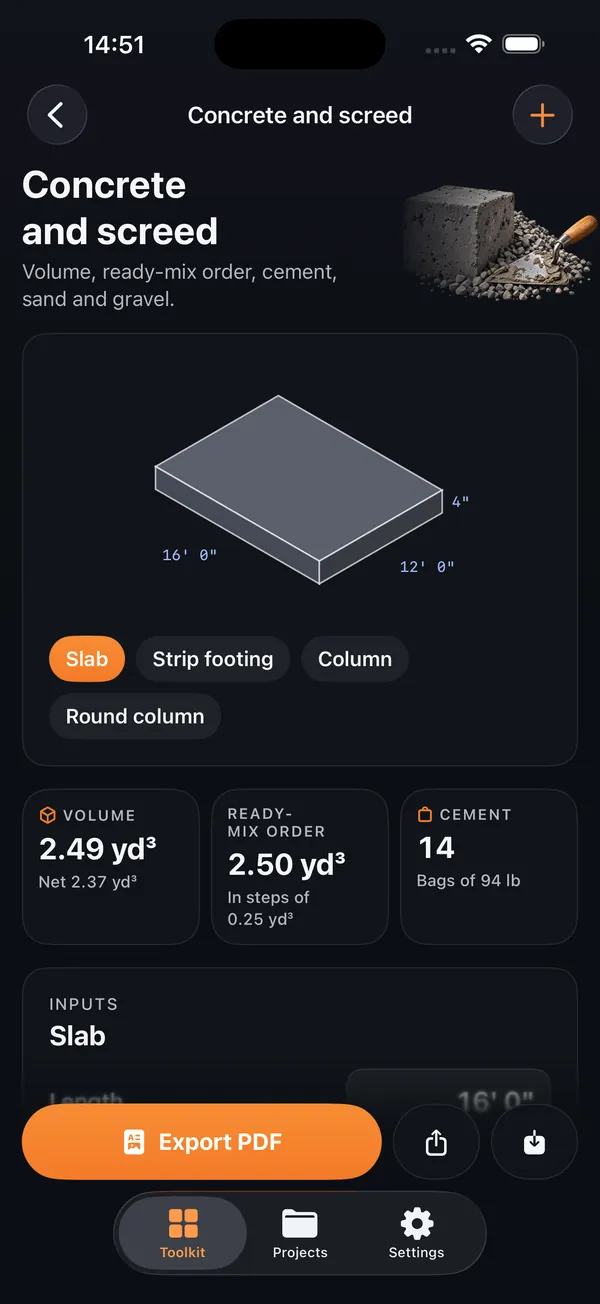 14:51
Concrete and screed
Concrete
and screed
Volume, ready-mix order, cement,
sand and gravel.
4"
16' 0"
12' 0"
Slab
Strip footing
Column
Round column
VOLUME
2.49 yd³
Net 2.37 yd³
READY-
MIX ORDER
2.50 yd³
In steps of
0.25 yd³
CEMENT
14
Bags of 94 lb
INPUTS
Slab
Length
16' 0"
Export PDF
Toolkit
Projects
Settings